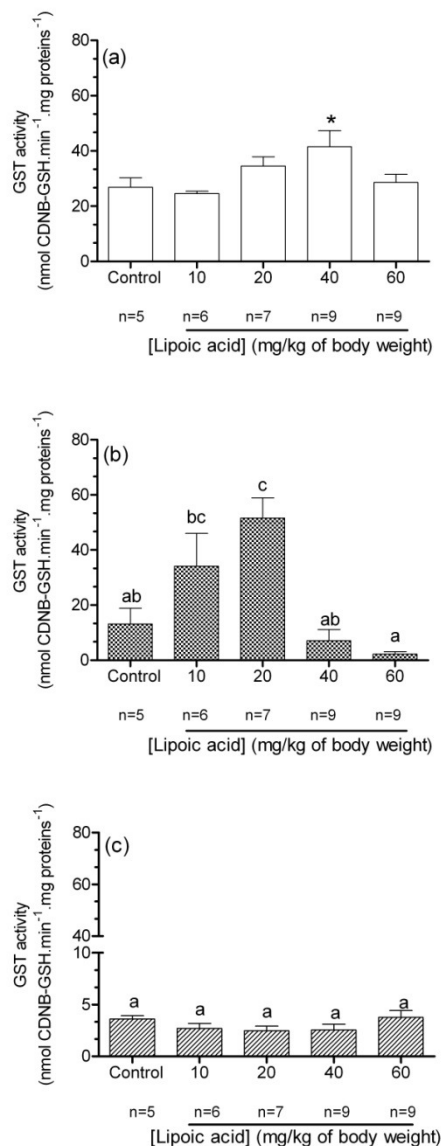 (a)
GST activity
(nmol CDNB-GSH.min⁻¹.mg proteins⁻¹)
80
60
40
20
0
*
Control 10 20 40 60
n=5 n=6 n=7 n=9 n=9
[Lipoic acid] (mg/kg of body weight)
(b)
GST activity
(nmol CDNB-GSH.min⁻¹.mg proteins⁻¹)
80
60
40
20
0
ab bc c ab a
Control 10 20 40 60
n=5 n=6 n=7 n=9 n=9
[Lipoic acid] (mg/kg of body weight)
(c)
GST activity
(nmol CDNB-GSH.min⁻¹.mg proteins⁻¹)
80
60
40
10
5
0
a a a a a
Control 10 20 40 60
n=5 n=6 n=7 n=9 n=9
[Lipoic acid] (mg/kg of body weight)